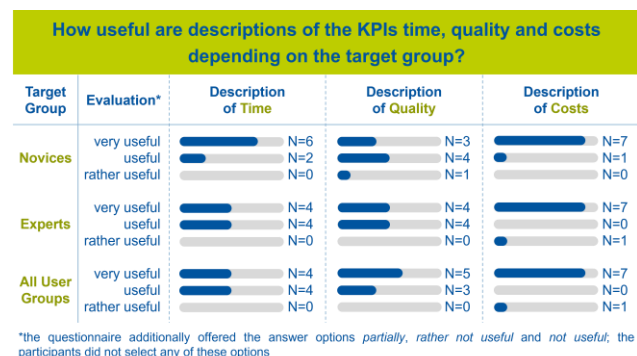 How useful are descriptions of the KPIs time, quality and costs
depending on the target group?
Target Group Evaluation* Description of Time Description of Quality Description of Costs
Novices
very useful N=6 N=3 N=7
useful N=2 N=4 N=1
rather useful N=0 N=1 N=0
Experts
very useful N=4 N=4 N=7
useful N=4 N=4 N=0
rather useful N=0 N=0 N=1
All User Groups
very useful N=4 N=5 N=7
useful N=4 N=3 N=0
rather useful N=0 N=0 N=1
*the questionnaire additionally offered the answer options partially, rather not useful and not useful; the
participants did not select any of these options